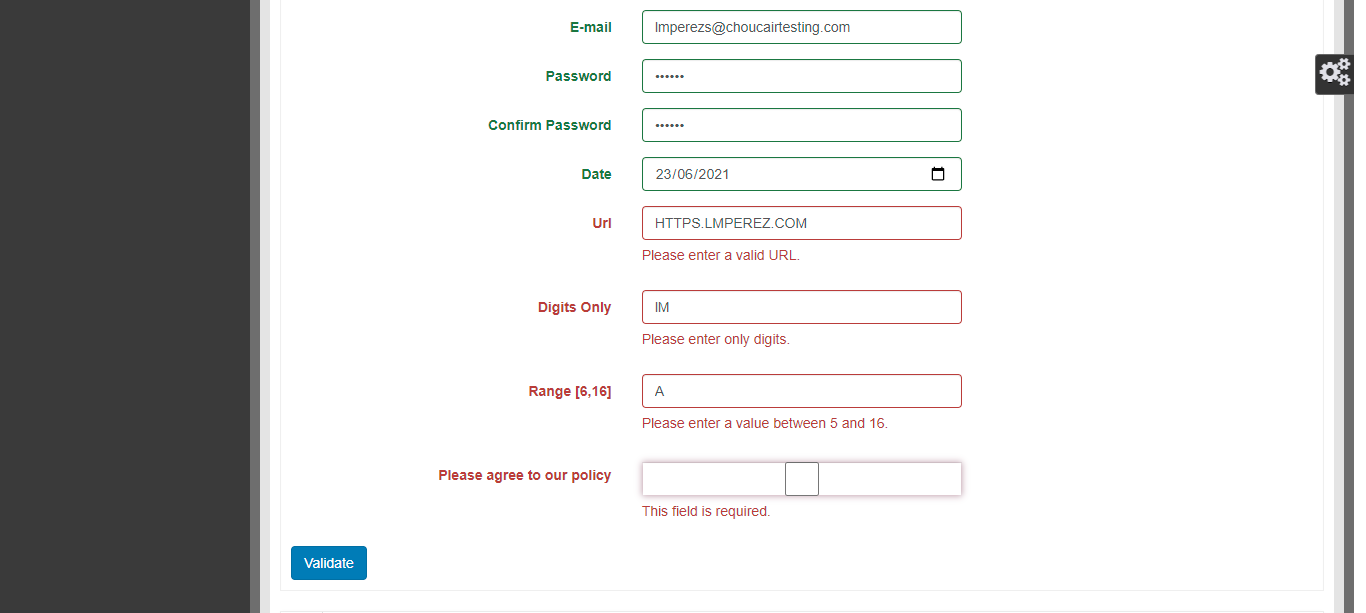 E-mail lmperezs@choucairtesting.com
Password ••••••
Confirm Password ••••••
Date 23/06/2021
Url HTTPS.LMPEREZ.COM
Please enter a valid URL.
Digits Only lM
Please enter only digits.
Range [6,16] A
Please enter a value between 5 and 16.
Please agree to our policy
This field is required.
Validate